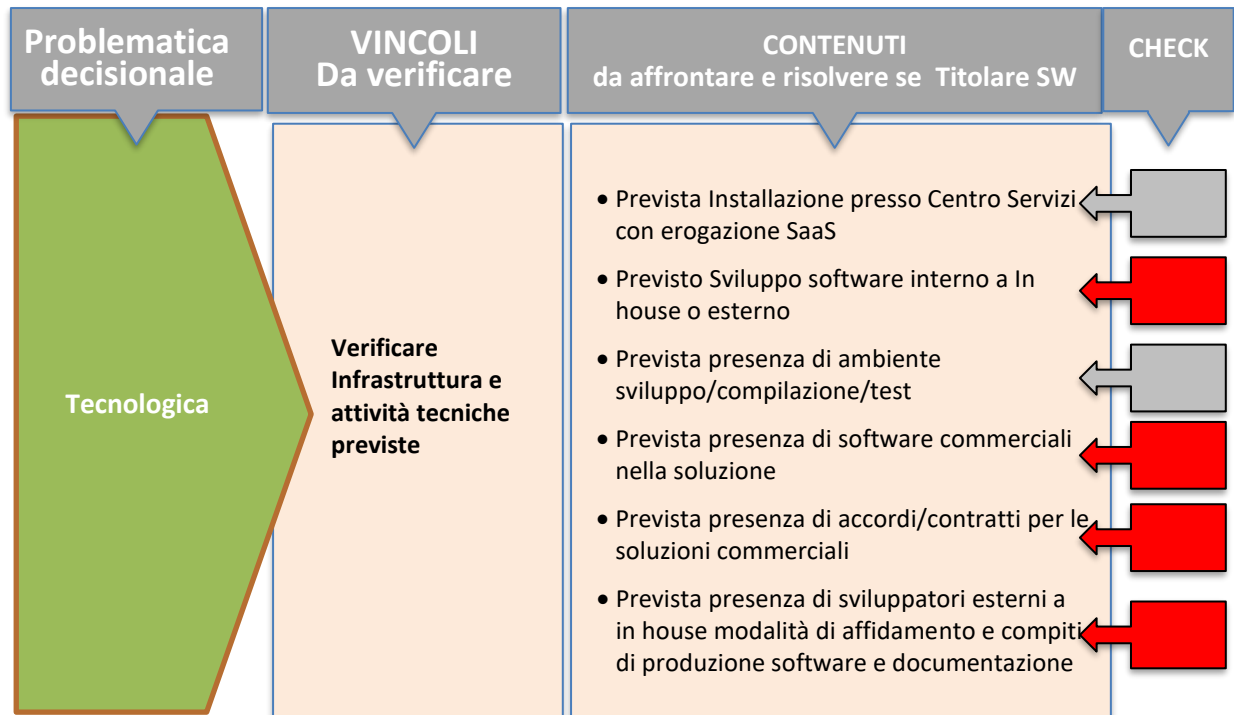 Problematica
decisionale
VINCOLI
Da verificare
CONTENUTI
da affrontare e risolvere se Titolare SW
CHECK
Tecnologica
Verificare
Infrastruttura e
attività tecniche
previste
• Prevista Installazione presso Centro Servizi
con erogazione SaaS
• Previsto Sviluppo software interno a In
house o esterno
• Prevista presenza di ambiente
sviluppo/compilazione/test
• Prevista presenza di software commerciali
nella soluzione
• Prevista presenza di accordi/contratti per le
soluzioni commerciali
• Prevista presenza di sviluppatori esterni a
in house modalità di affidamento e compiti
di produzione software e documentazione